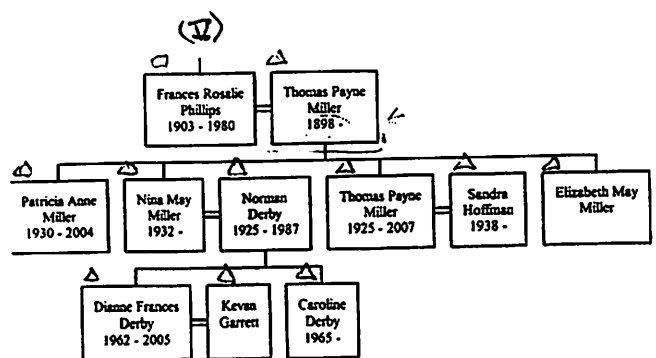 (V)
Frances Rosalie
Phillips
1903 - 1980
Thomas Payne
Miller
1898 -
Patricia Anne
Miller
1930 - 2004
Nina May
Miller
1932 -
Norman
Derby
1925 - 1987
Thomas Payne
Miller
1925 - 2007
Sandra
Hoffman
1938 -
Elizabeth May
Miller
Dianne Frances
Derby
1962 - 2005
Kevan
Garrett
Caroline
Derby
1965 -